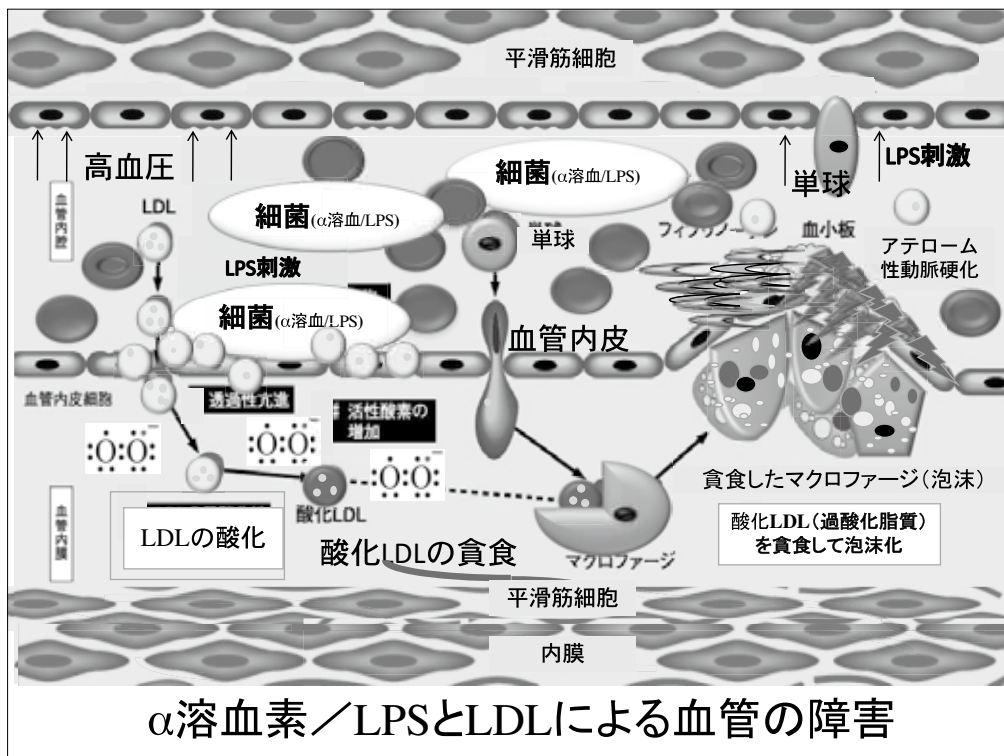 平滑筋細胞
高血圧
LPS刺激
単球
血管内腔
LDL
細菌(α溶血/LPS)
細菌(α溶血/LPS)
単球
血小板
アテローム
性動脈硬化
LPS刺激
細菌(α溶血/LPS)
血管内皮
血管内皮細胞
透過性亢進
活性酸素の
増加
O O
O O
O O
酸化LDL
貪食したマクロファージ(泡沫)
LDLの酸化
酸化LDLの貪食
マクロファージ
酸化LDL(過酸化脂質)
を貪食して泡沫化
血管内膜
平滑筋細胞
内膜
α溶血素/LPSとLDLによる血管の障害